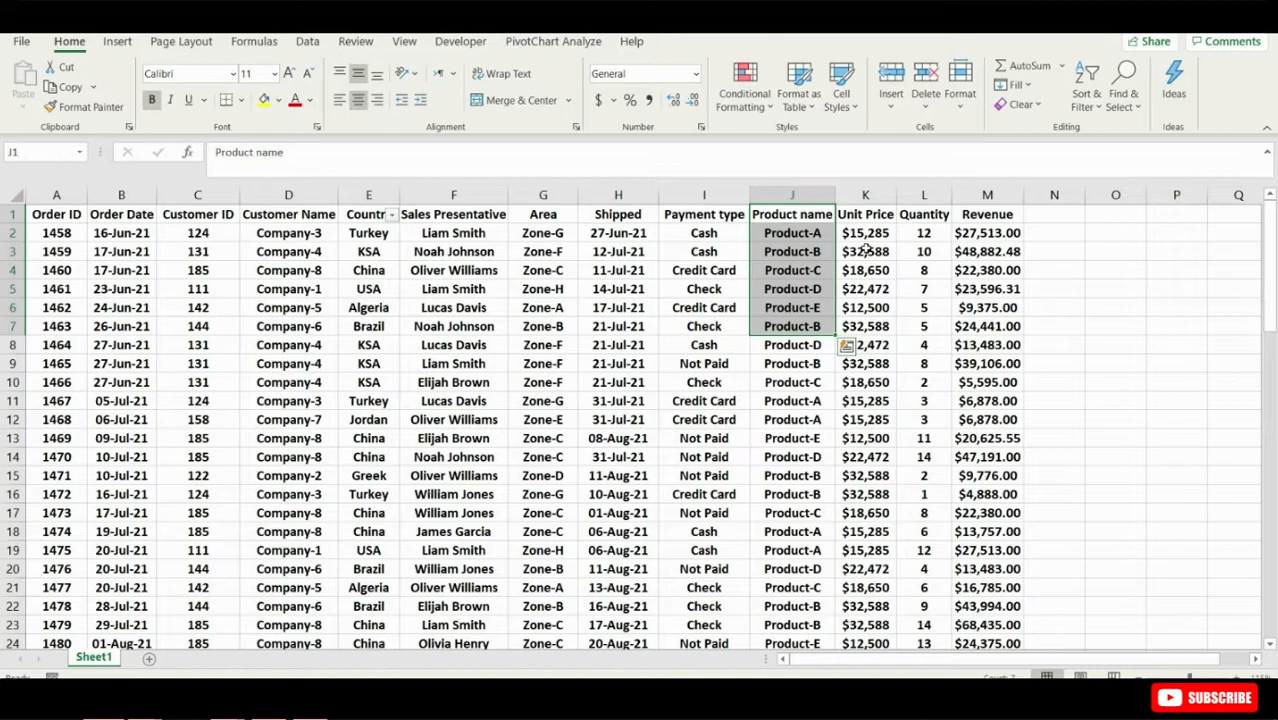 File Home Insert Page Layout Formulas Data Review View Developer PivotChart Analyze Help Share Comments
Paste Cut Copy Format Painter Calibri 11 B I U A Wrap Text Merge & Center General $ % Conditional Formatting Format as Table Cell Styles Insert Delete Format AutoSum Fill Clear Sort & Filter Find & Select Ideas
Clipboard Font Alignment Number Styles Cells Editing Ideas
J1 fx Product name
A B C D E F G H I J K L M N O P Q
1 Order ID Order Date Customer ID Customer Name Countr Sales Presentative Area Shipped Payment type Product name Unit Price Quantity Revenue
2 1458 16-Jun-21 124 Company-3 Turkey Liam Smith Zone-G 27-Jun-21 Cash Product-A $15,285 12 $27,513.00
3 1459 17-Jun-21 131 Company-4 KSA Noah Johnson Zone-F 12-Jul-21 Cash Product-B $32,588 10 $48,882.48
4 1460 17-Jun-21 185 Company-8 China Oliver Williams Zone-C 11-Jul-21 Credit Card Product-C $18,650 8 $22,380.00
5 1461 23-Jun-21 111 Company-1 USA Liam Smith Zone-H 14-Jul-21 Check Product-D $22,472 7 $23,596.31
6 1462 24-Jun-21 142 Company-5 Algeria Lucas Davis Zone-A 17-Jul-21 Credit Card Product-E $12,500 5 $9,375.00
7 1463 26-Jun-21 144 Company-6 Brazil Noah Johnson Zone-B 21-Jul-21 Check Product-B $32,588 5 $24,441.00
8 1464 27-Jun-21 131 Company-4 KSA Lucas Davis Zone-F 21-Jul-21 Cash Product-D 2,472 4 $13,483.00
9 1465 27-Jun-21 131 Company-4 KSA Lucas Davis Zone-F 21-Jul-21 Not Paid Product-B $32,588 8 $39,106.00
10 1466 27-Jun-21 131 Company-4 KSA Elijah Brown Zone-F 21-Jul-21 Check Product-C $18,650 2 $5,595.00
11 1467 05-Jul-21 124 Company-3 Turkey Lucas Davis Zone-G 31-Jul-21 Credit Card Product-A $15,285 3 $6,878.00
12 1468 06-Jul-21 158 Company-7 Jordan Oliver Williams Zone-E 31-Jul-21 Credit Card Product-A $15,285 3 $6,878.00
13 1469 09-Jul-21 185 Company-8 China Elijah Brown Zone-C 08-Aug-21 Not Paid Product-E $12,500 11 $20,625.55
14 1470 10-Jul-21 185 Company-8 China Noah Johnson Zone-C 31-Jul-21 Not Paid Product-D $22,472 14 $47,191.00
15 1471 10-Jul-21 122 Company-2 Greek Oliver Williams Zone-D 11-Aug-21 Not Paid Product-B $32,588 2 $9,776.00
16 1472 16-Jul-21 124 Company-3 Turkey William Jones Zone-G 10-Aug-21 Credit Card Product-B $32,588 1 $4,888.00
17 1473 17-Jul-21 185 Company-8 China William Jones Zone-C 01-Aug-21 Not Paid Product-C $18,650 8 $22,380.00
18 1474 19-Jul-21 185 Company-8 China James Garcia Zone-C 06-Aug-21 Cash Product-A $15,285 6 $13,757.00
19 1475 20-Jul-21 111 Company-1 USA Liam Smith Zone-H 06-Aug-21 Cash Product-A $15,285 12 $27,513.00
20 1476 20-Jul-21 144 Company-6 Brazil William Jones Zone-B 08-Aug-21 Not Paid Product-D $22,472 4 $13,483.00
21 1477 20-Jul-21 142 Company-5 Algeria Oliver Williams Zone-A 13-Aug-21 Check Product-C $18,650 6 $16,785.00
22 1478 28-Jul-21 144 Company-6 Brazil Elijah Brown Zone-B 16-Aug-21 Check Product-B $32,588 9 $43,994.00
23 1479 29-Jul-21 185 Company-8 China Liam Smith Zone-C 17-Aug-21 Check Product-B $32,588 14 $68,435.00
24 1480 01-Aug-21 185 Company-8 China Olivia Henry Zone-C 20-Aug-21 Not Paid Product-E $12,500 13 $24,375.00
Sheet1
SUBSCRIBE